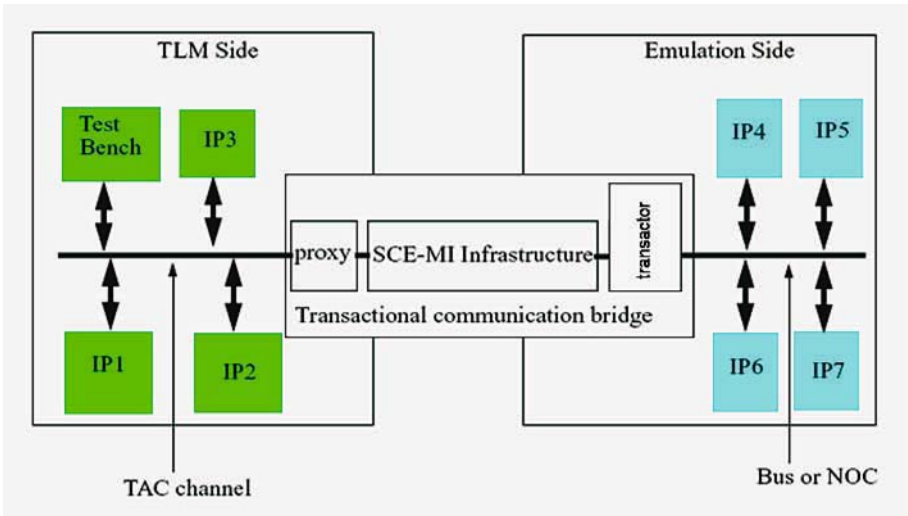 TLM Side
Emulation Side
Test
Bench
IP3
IP4
IP5
proxy
SCE-MI Infrastructure
transactor
Transactional communication bridge
IP1
IP2
IP6
IP7
TAC channel
Bus or NOC